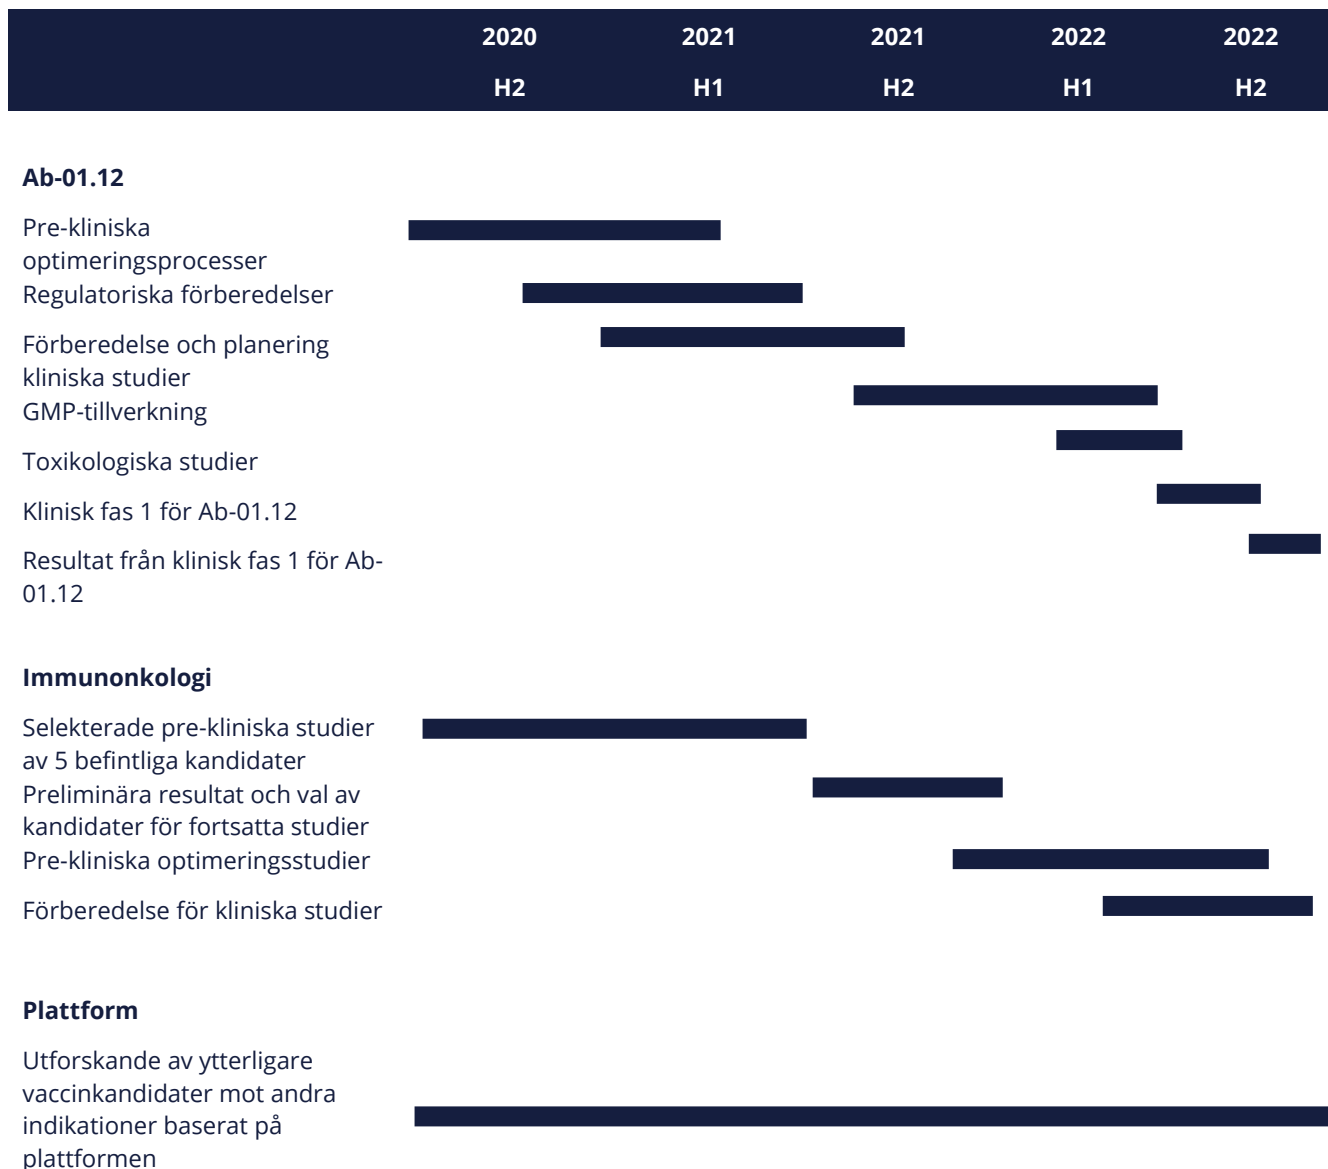 2020 2021 2021 2022 2022
H2 H1 H2 H1 H2
Ab-01.12
Pre-kliniska
optimeringsprocesser
Regulatoriska förberedelser
Förberedelse och planering
kliniska studier
GMP-tillverkning
Toxikologiska studier
Klinisk fas 1 för Ab-01.12
Resultat från klinisk fas 1 för Ab-
01.12
Immunonkologi
Selekterade pre-kliniska studier
av 5 befintliga kandidater
Preliminära resultat och val av
kandidater för fortsatta studier
Pre-kliniska optimeringsstudier
Förberedelse för kliniska studier
Plattform
Utforskande av ytterligare
vaccinkandidater mot andra
indikationer baserat på
plattformen